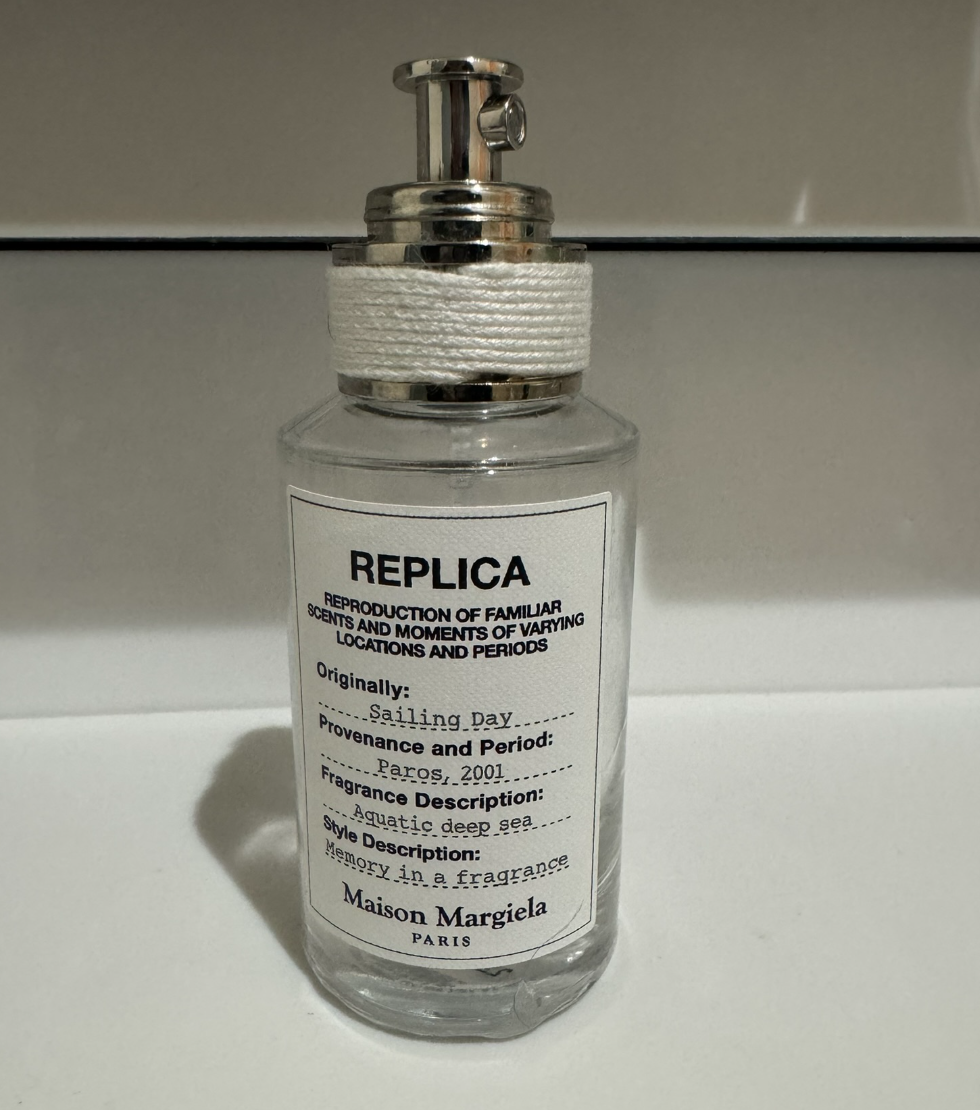 REPLICA
REPRODUCTION OF FAMILIAR
SCENTS AND MOMENTS OF VARYING
LOCATIONS AND PERIODS
Originally:
Sailing Day
Provenance and Period:
Paros, 2001
Fragrance Description:
Aquatic deep sea
Style Description:
Memory in a fragrance
Maison Margiela
PARIS